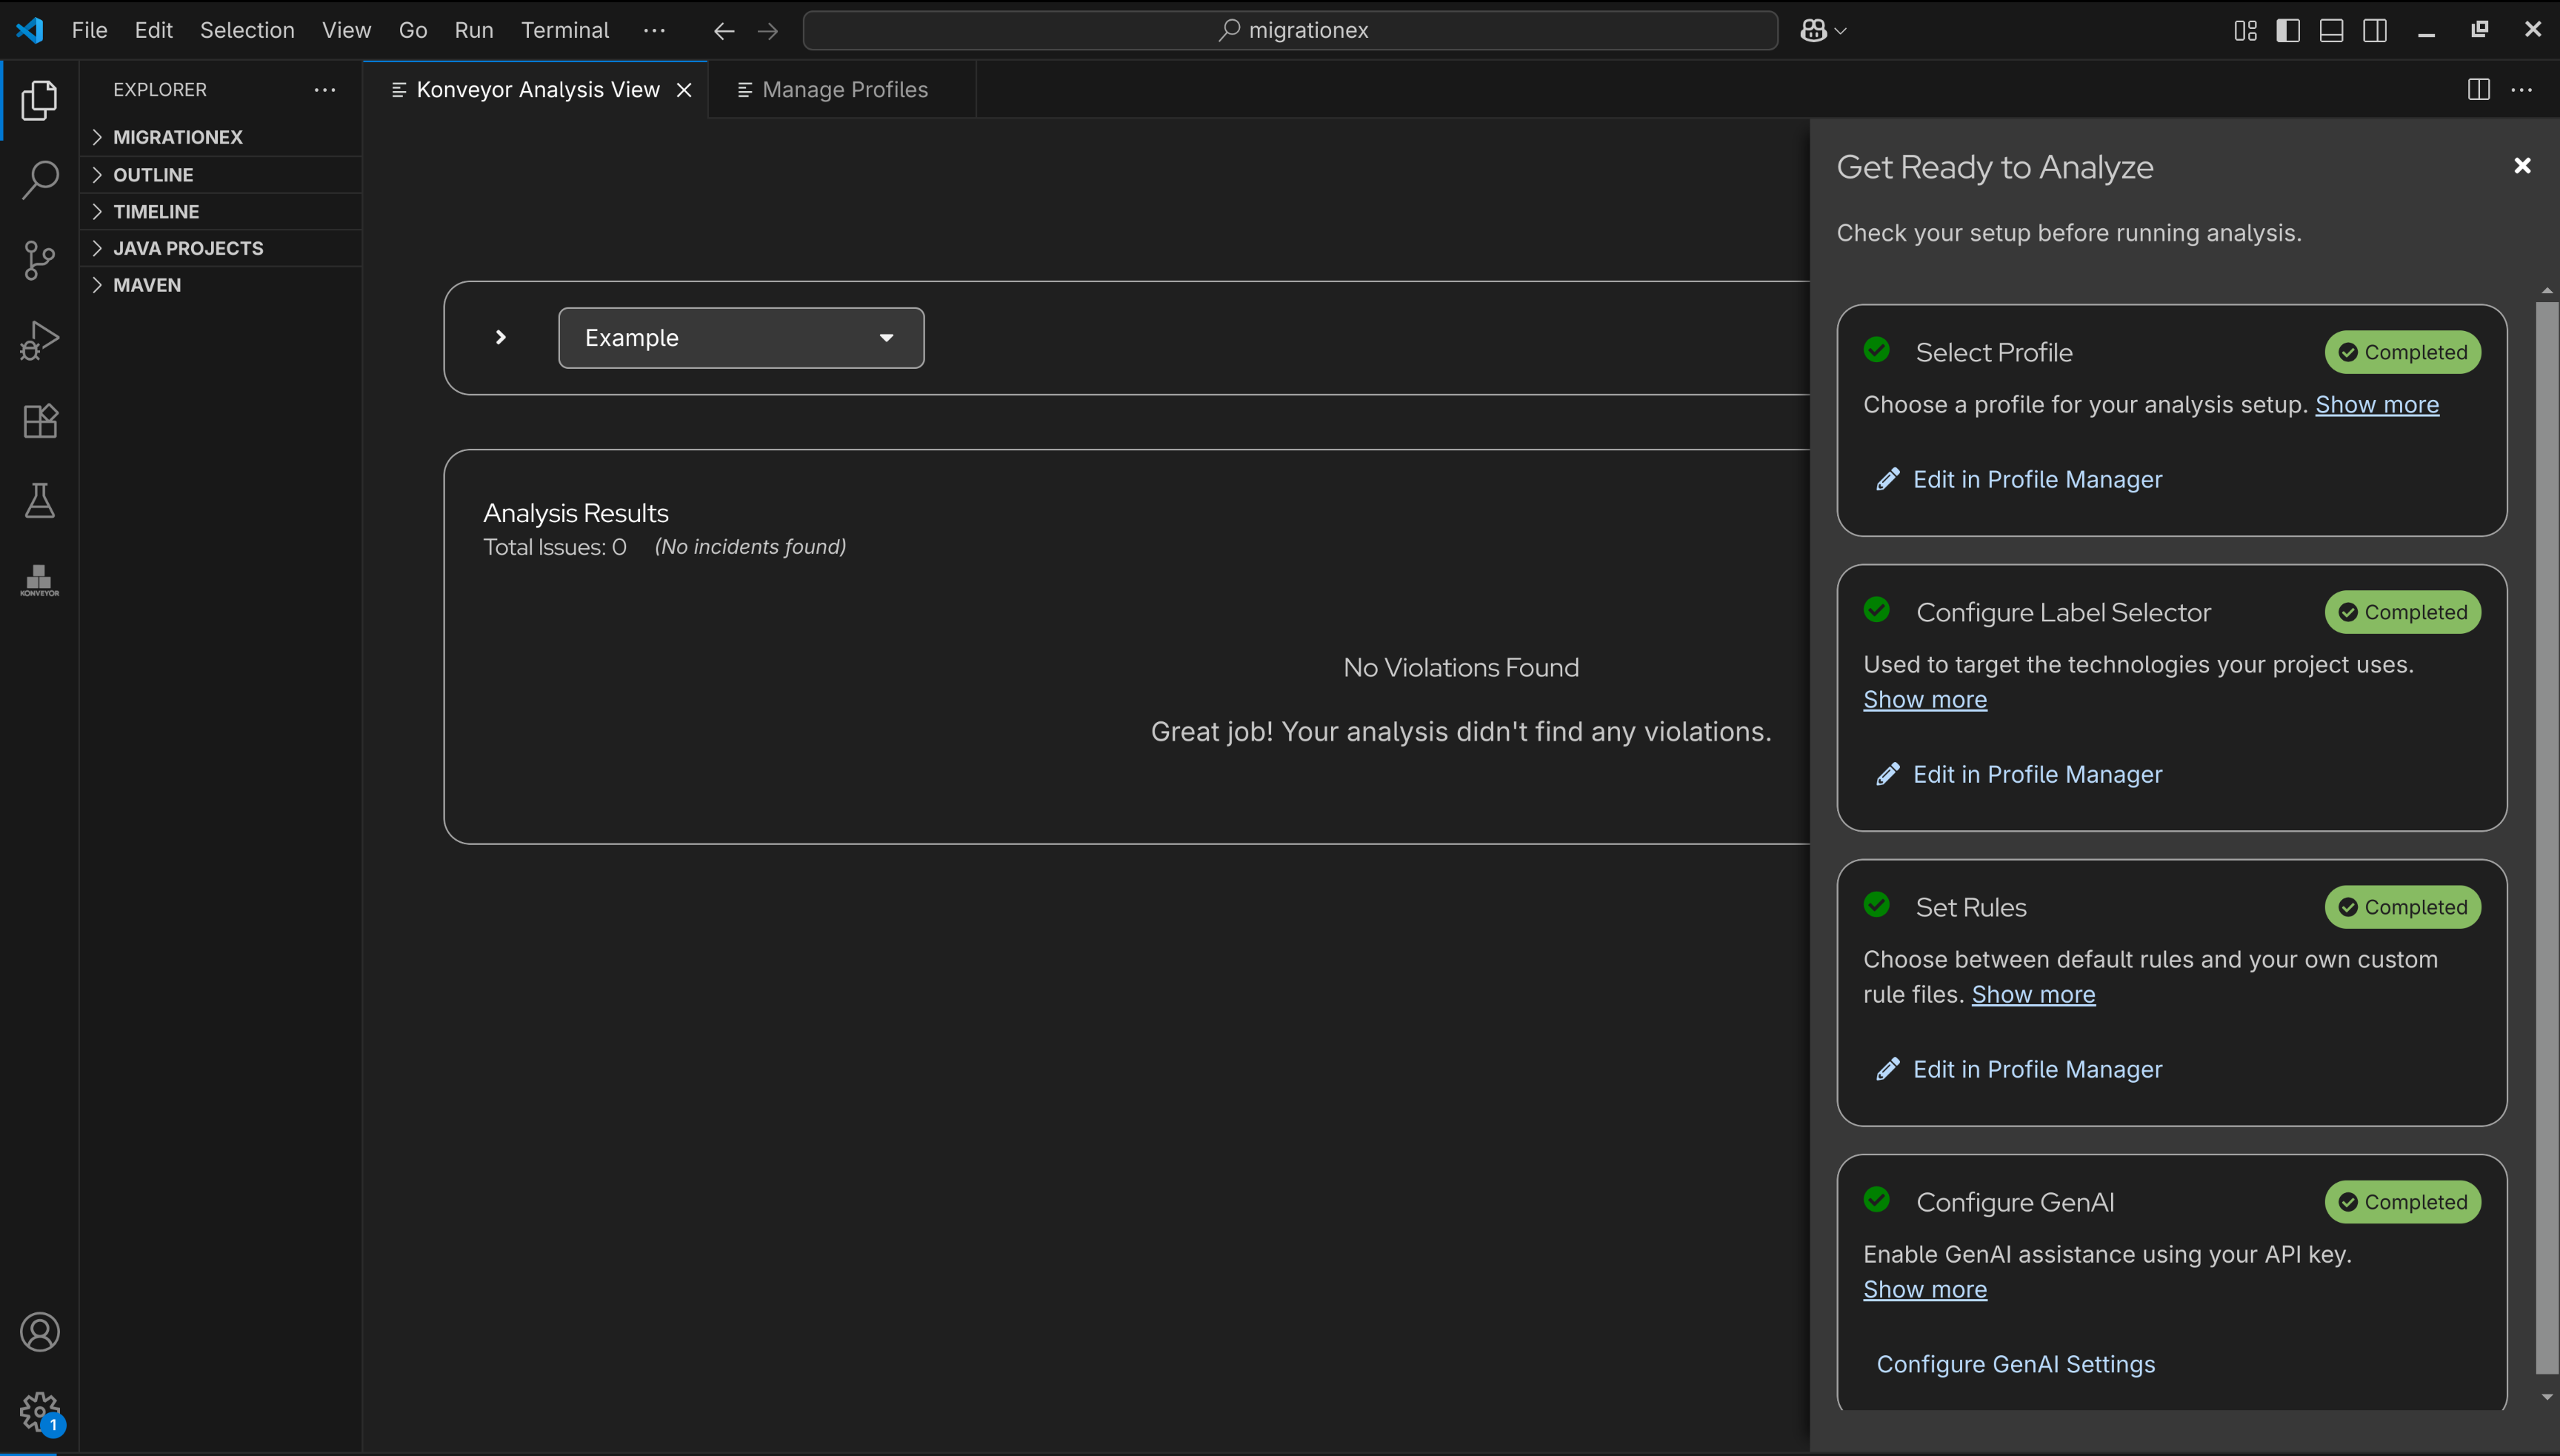 File Edit Selection View Go Run Terminal ···
migrationex
EXPLORER
MIGRATIONEX
OUTLINE
TIMELINE
JAVA PROJECTS
MAVEN
KONVEYOR
1
Konveyor Analysis View
Manage Profiles
Example
Analysis Results
Total Issues: 0 (No incidents found)
No Violations Found
Great job! Your analysis didn't find any violations.
Get Ready to Analyze
Check your setup before running analysis.
Select Profile Completed
Choose a profile for your analysis setup. Show more
Edit in Profile Manager
Configure Label Selector Completed
Used to target the technologies your project uses.
Show more
Edit in Profile Manager
Set Rules Completed
Choose between default rules and your own custom
rule files. Show more
Edit in Profile Manager
Configure GenAI Completed
Enable GenAI assistance using your API key.
Show more
Configure GenAI Settings